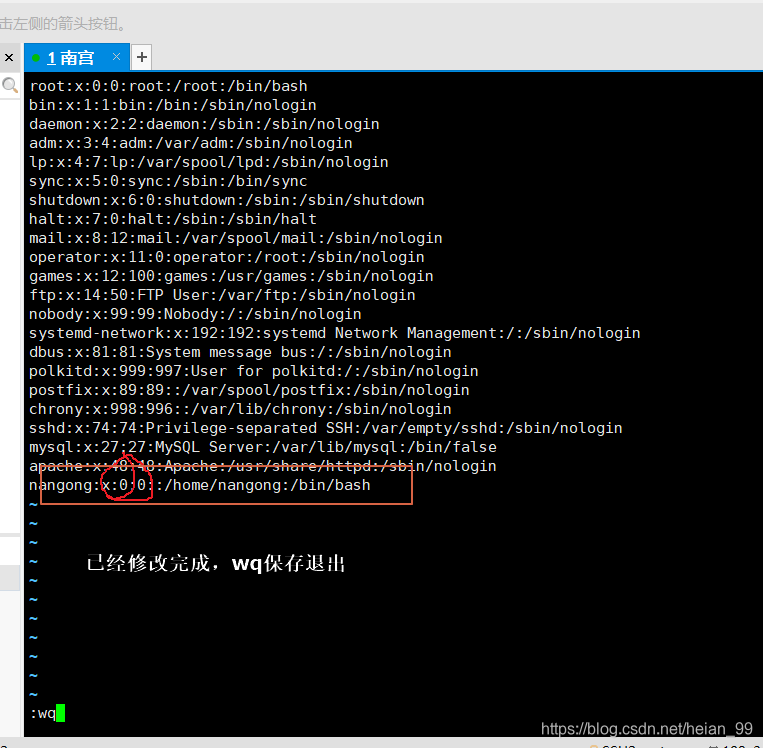 击左侧的箭头按钮。
1 南宫
root:x:0:0:root:/root:/bin/bash
bin:x:1:1:bin:/bin:/sbin/nologin
daemon:x:2:2:daemon:/sbin:/sbin/nologin
adm:x:3:4:adm:/var/adm:/sbin/nologin
lp:x:4:7:lp:/var/spool/lpd:/sbin/nologin
sync:x:5:0:sync:/sbin:/bin/sync
shutdown:x:6:0:shutdown:/sbin:/sbin/shutdown
halt:x:7:0:halt:/sbin:/sbin/halt
mail:x:8:12:mail:/var/spool/mail:/sbin/nologin
operator:x:11:0:operator:/root:/sbin/nologin
games:x:12:100:games:/usr/games:/sbin/nologin
ftp:x:14:50:FTP User:/var/ftp:/sbin/nologin
nobody:x:99:99:Nobody:/:/sbin/nologin
systemd-network:x:192:192:systemd Network Management:/:/sbin/nologin
dbus:x:81:81:System message bus:/:/sbin/nologin
polkitd:x:999:997:User for polkitd:/:/sbin/nologin
postfix:x:89:89::/var/spool/postfix:/sbin/nologin
chrony:x:998:996::/var/lib/chrony:/sbin/nologin
sshd:x:74:74:Privilege-separated SSH:/var/empty/sshd:/sbin/nologin
mysql:x:27:27:MySQL Server:/var/lib/mysql:/bin/false
apache:x:48:48:Apache:/usr/share/httpd:/sbin/nologin
nangong:x:0:0::/home/nangong:/bin/bash
~
~
~
~
~
~
~
~
~
~
~
已经修改完成，wq保存退出
:wq
https://blog.csdn.net/heian_99